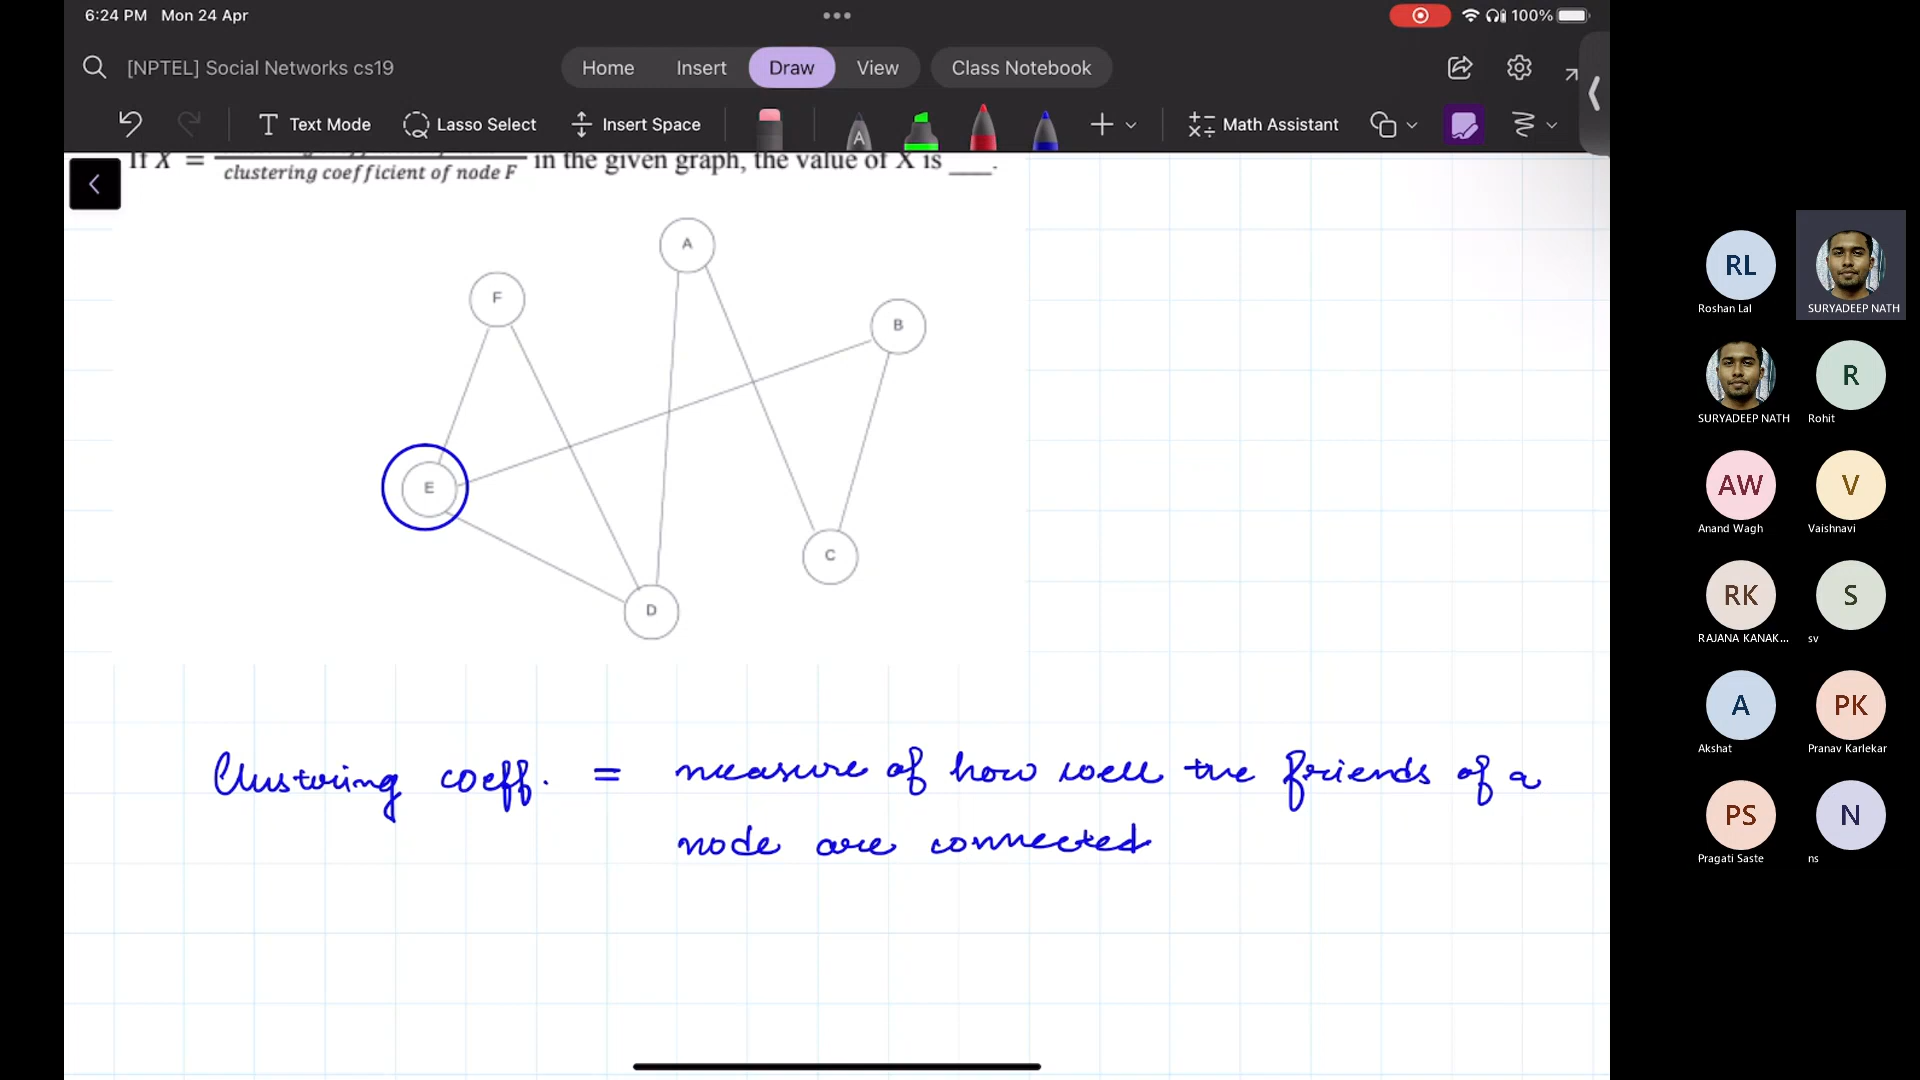 6:24 PM Mon 24 Apr
100%
[NPTEL] Social Networks cs19
Home Insert Draw View Class Notebook
Text Mode Lasso Select Insert Space A Math Assistant
If X = clustering coefficient of node F in the given graph, the value of X is ___.
A
F
B
E
C
D
Clustering coeff. = measure of how well the friends of a
node are connected
RL
Roshan Lal SURYADEEP NATH
R
SURYADEEP NATH Rohit
AW V
Anand Wagh Vaishnavi
RK S
RAJANA KANAK... sv
A PK
Akshat Pranav Karlekar
PS N
Pragati Saste ns